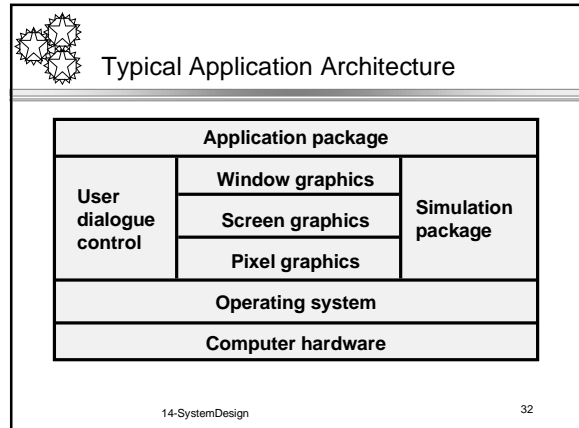 Typical Application Architecture
Application package
User
dialogue
control
Window graphics
Screen graphics
Pixel graphics
Simulation
package
Operating system
Computer hardware
14-SystemDesign
32